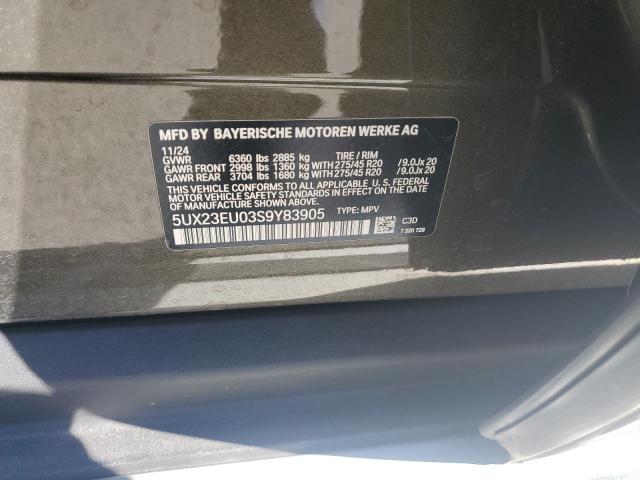 MFD BY BAYERISCHE MOTOREN WERKE AG
11/24
GVWR 6360 lbs 2885 kg TIRE / RIM
GAWR FRONT 2998 lbs 1360 kg WITH 275/45 R20 /9.0Jx 20
GAWR REAR 3704 lbs 1680 kg WITH 275/45 R20 /9.0Jx 20
THIS VEHICLE CONFORMS TO ALL APPLICABLE U.S. FEDERAL
MOTOR VEHICLE SAFETY STANDARDS IN EFFECT ON THE DATE
OF MANUFACTURE SHOWN ABOVE.
5UX23EU03S9Y83905 TYPE: MPV
C3D
7 320 729